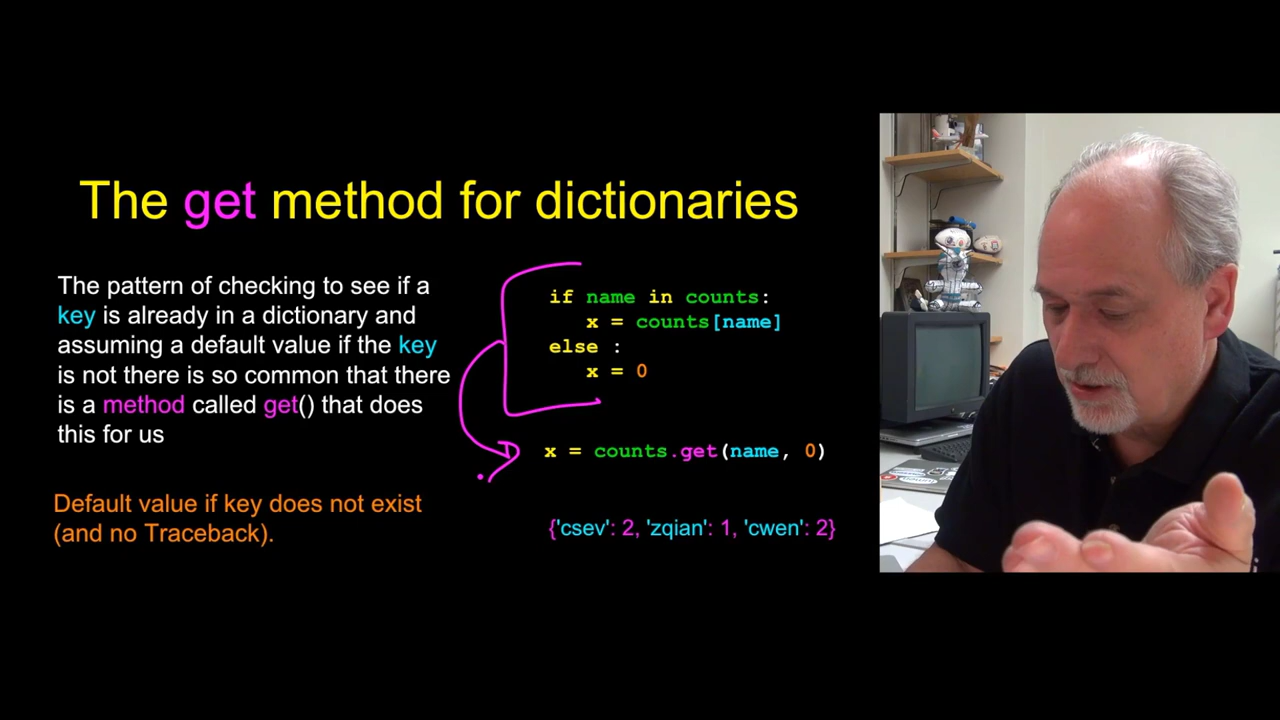 The get method for dictionaries
The pattern of checking to see if a
key is already in a dictionary and
assuming a default value if the key
is not there is so common that there
is a method called get() that does
this for us
Default value if key does not exist
(and no Traceback).
if name in counts:
x = counts[name]
else :
x = 0
x = counts.get(name, 0)
{'csev': 2, 'zqian': 1, 'cwen': 2}